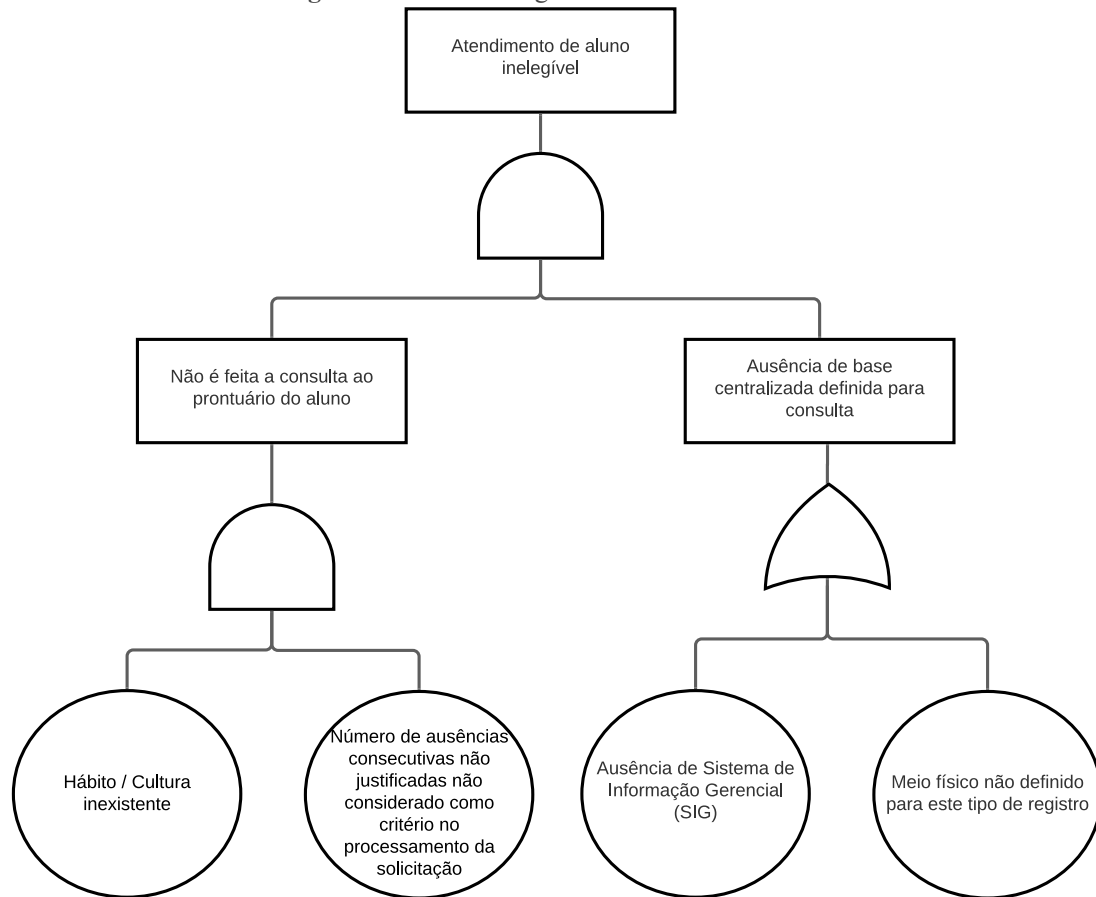 Atendimento de aluno
inelegível
Não é feita a consulta ao
prontuário do aluno
Ausência de base
centralizada definida para
consulta
Hábito / Cultura
inexistente
Número de ausências
consecutivas não
justificadas não
considerado como
critério no
processamento da
solicitação
Ausência de Sistema de
Informação Gerencial
(SIG)
Meio físico não definido
para este tipo de registro